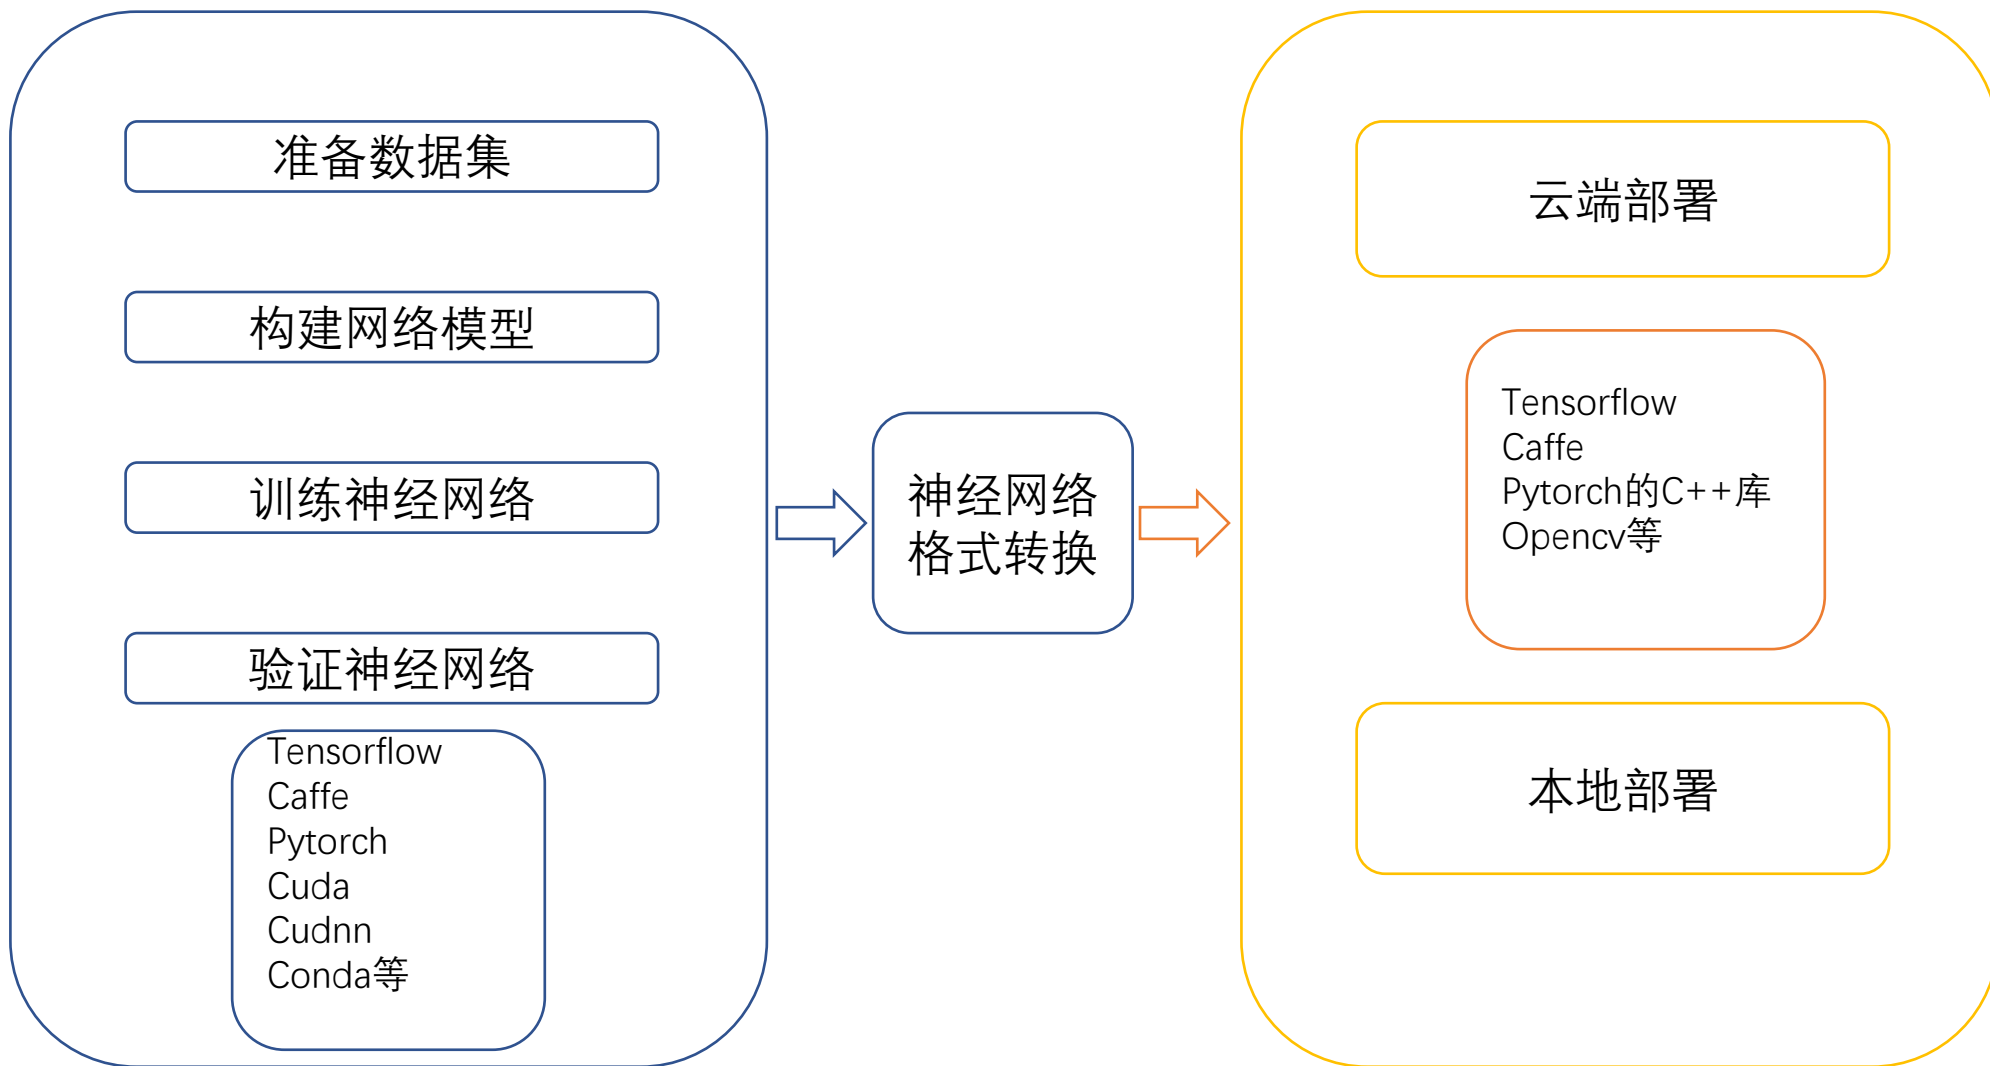 准备数据集
构建网络模型
训练神经网络
验证神经网络
Tensorflow
Caffe
Pytorch
Cuda
Cudnn
Conda等
神经网络
格式转换
云端部署
Tensorflow
Caffe
Pytorch的C++库
Opencv等
本地部署